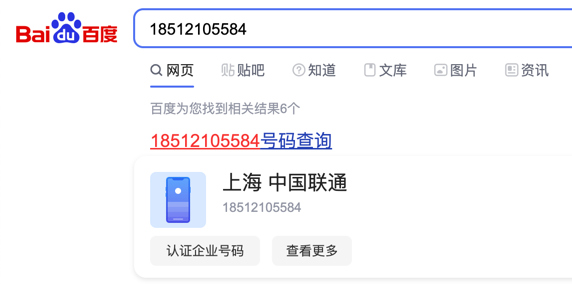 Bai du 百度 18512105584
网页 贴 贴吧 知道 文库 图片 资讯
百度为您找到相关结果6个
18512105584号码查询
上海 中国联通
18512105584
认证企业号码 查看更多